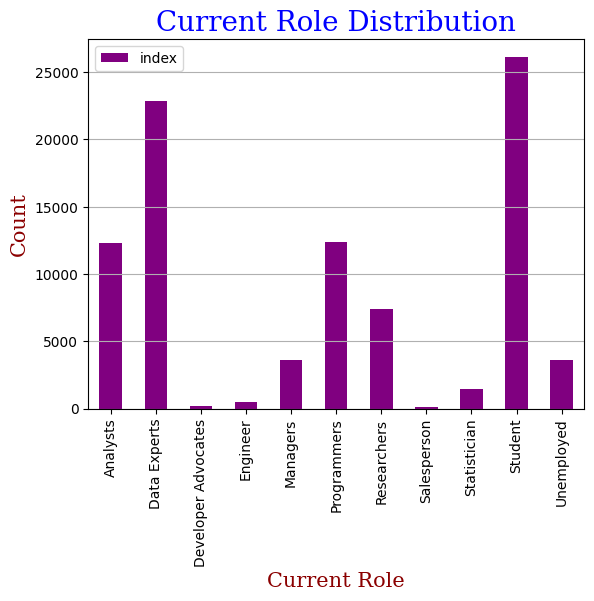 Current Role Distribution
index
Count
25000
20000
15000
10000
5000
0
Analysts
Data Experts
Developer Advocates
Engineer
Managers
Programmers
Researchers
Salesperson
Statistician
Student
Unemployed
Current Role